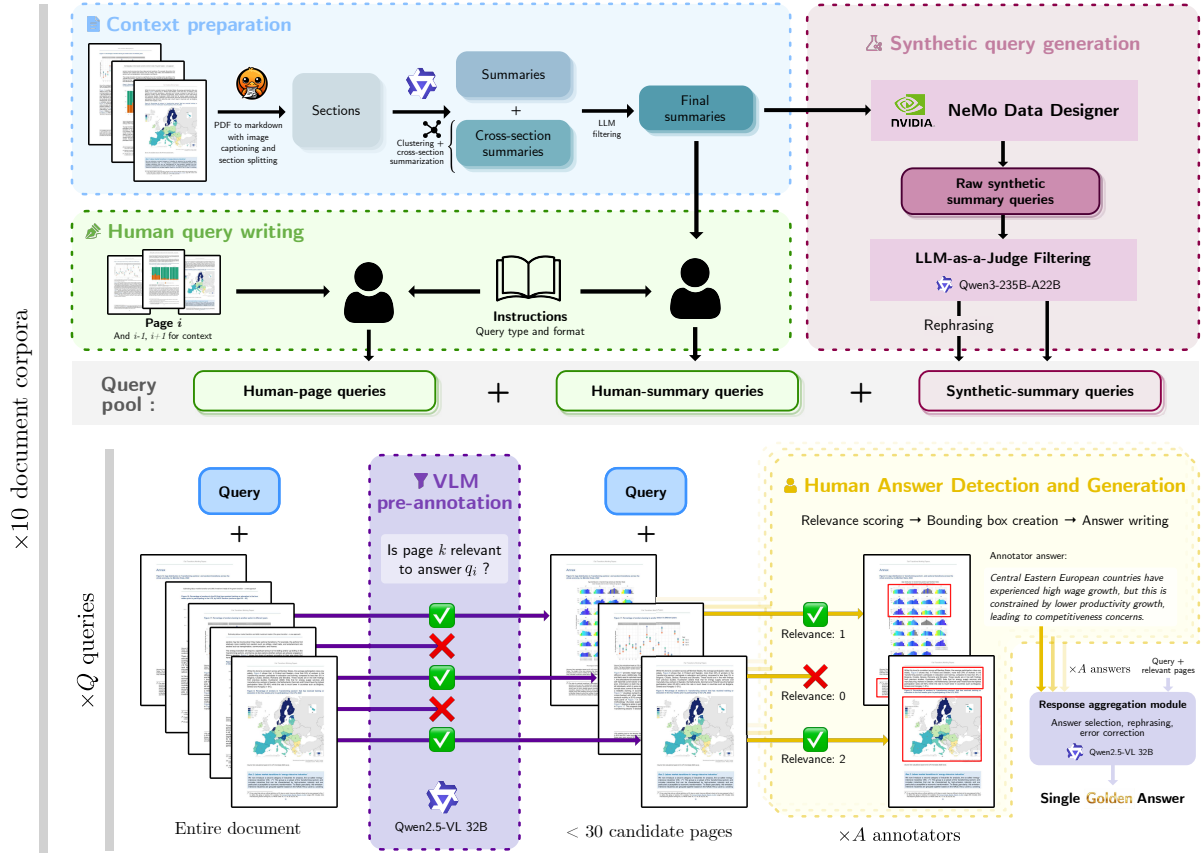 ×10 document corpora
Context preparation
PDF to markdown
with image
captioning and
section splitting
Sections
Clustering +
cross-section
summarization
Summaries
+
Cross-section
summaries
LLM
filtering
Final
summaries
Synthetic query generation
NVIDIA
NeMo Data Designer
Raw synthetic
summary queries
LLM-as-a-Judge Filtering
Qwen3-235B-A22B
Rephrasing
Human query writing
Page i
And i-1, i+1 for context
Instructions
Query type and format
Query
pool :
Human-page queries
+
Human-summary queries
+
Synthetic-summary queries
×Q queries
Query
+
Entire document
VLM
pre-annotation
Is page k relevant
to answer qi ?
Qwen2.5-VL 32B
Query
+
< 30 candidate pages
Human Answer Detection and Generation
Relevance scoring → Bounding box creation → Answer writing
Relevance: 1
Relevance: 0
Relevance: 2
×A annotators
Annotator answer:
Central Eastern European countries have
experienced high wage growth, but this is
constrained by lower productivity growth,
leading to competitiveness concerns.
×A answers
Query +
relevant pages
Response aggregation module
Answer selection, rephrasing,
error correction
Qwen2.5-VL 32B
Single Golden Answer